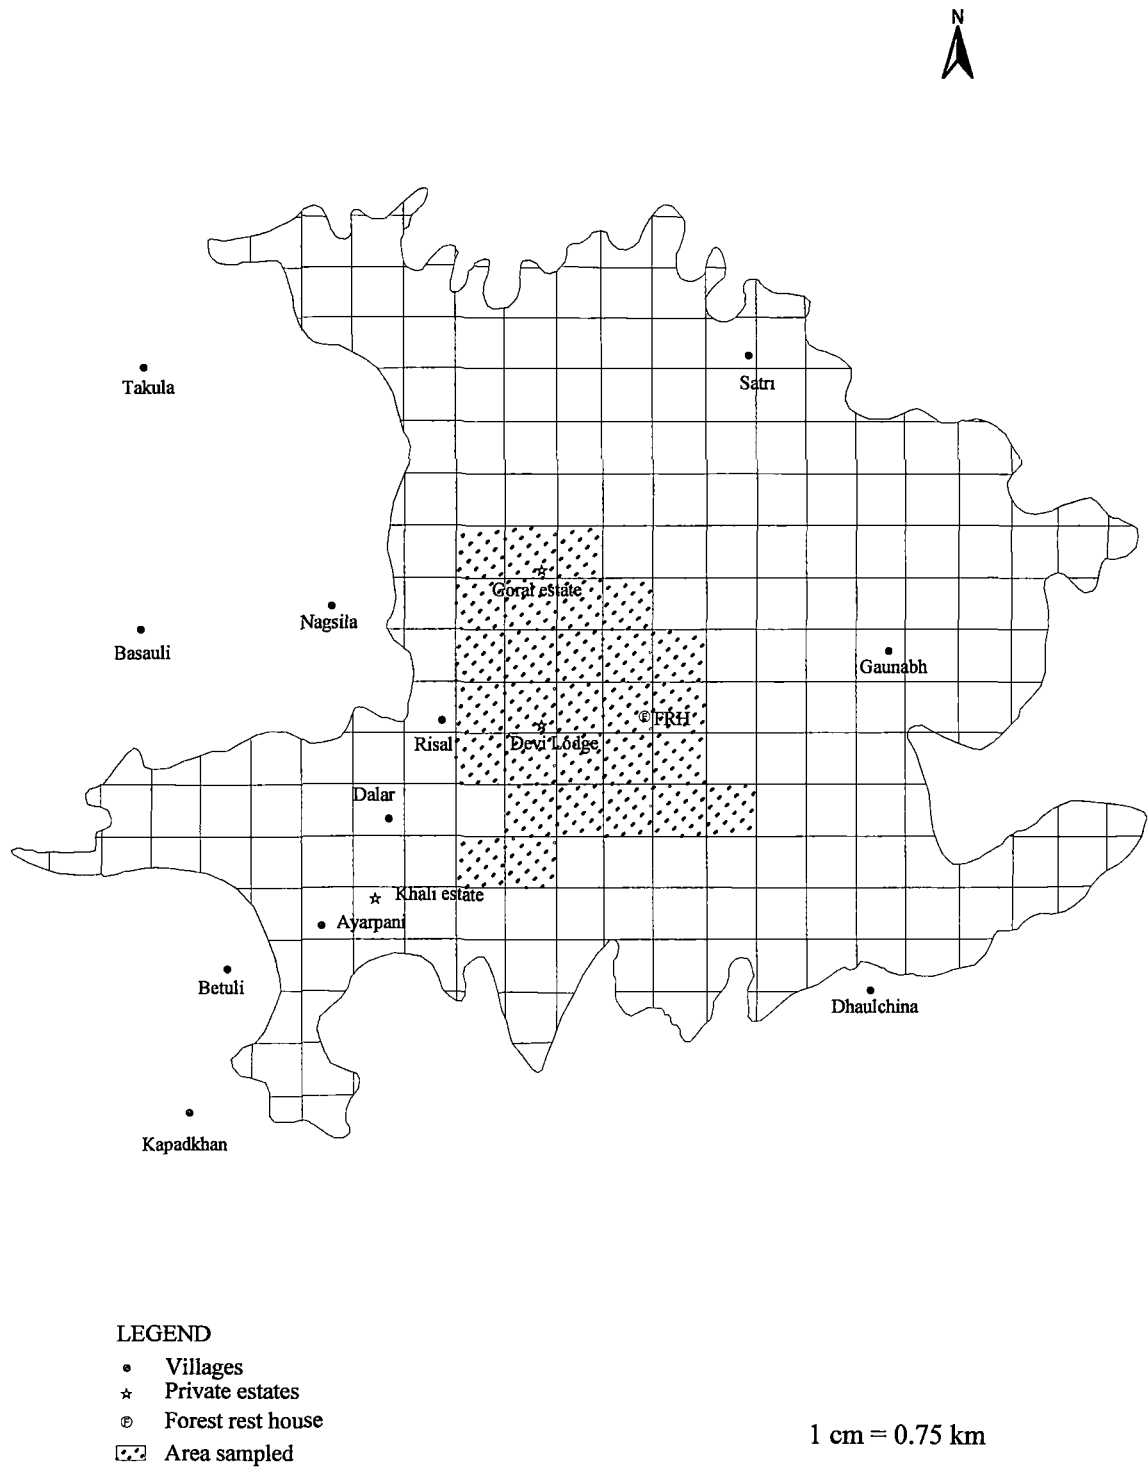 N
Takula
Satri
Goral estate
Nagsila
Basauli
Gaunabh
FRH
Risal
Devi Lodge
Dalar
Khali estate
Ayarpani
Betuli
Dhaulchina
Kapadkhan
LEGEND
Villages
Private estates
F Forest rest house
Area sampled
1 cm = 0.75 km